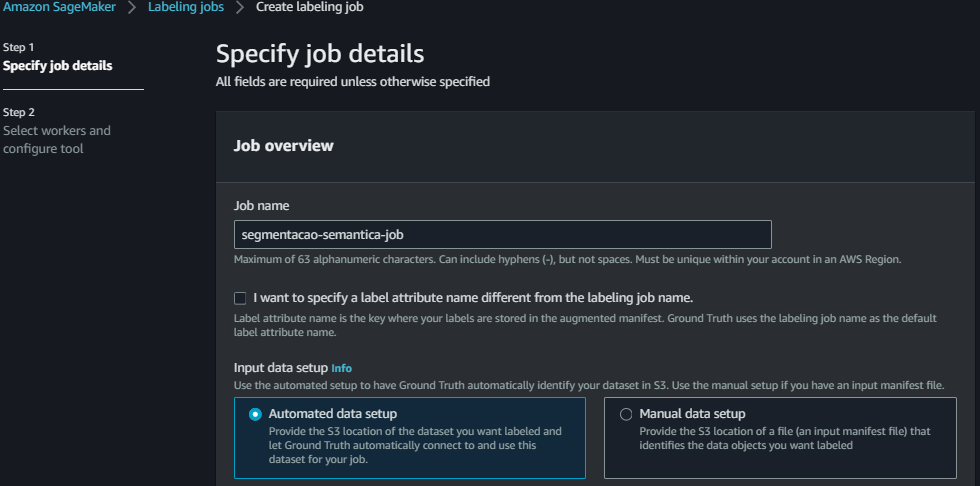 Amazon SageMaker > Labeling jobs > Create labeling job
Step 1
Specify job details
Step 2
Select workers and
configure tool
Specify job details
All fields are required unless otherwise specified
Job overview
Job name
segmentacao-semantica-job
Maximum of 63 alphanumeric characters. Can include hyphens (-), but not spaces. Must be unique within your account in an AWS Region.
I want to specify a label attribute name different from the labeling job name.
Label attribute name is the key where your labels are stored in the augmented manifest. Ground Truth uses the labeling job name as the default
label attribute name.
Input data setup Info
Use the automated setup to have Ground Truth automatically identify your dataset in S3. Use the manual setup if you have an input manifest file.
Automated data setup
Provide the S3 location of the dataset you want labeled and
let Ground Truth automatically connect to and use this
dataset for your job.
Manual data setup
Provide the S3 location of a file (an input manifest file) that
identifies the data objects you want labeled